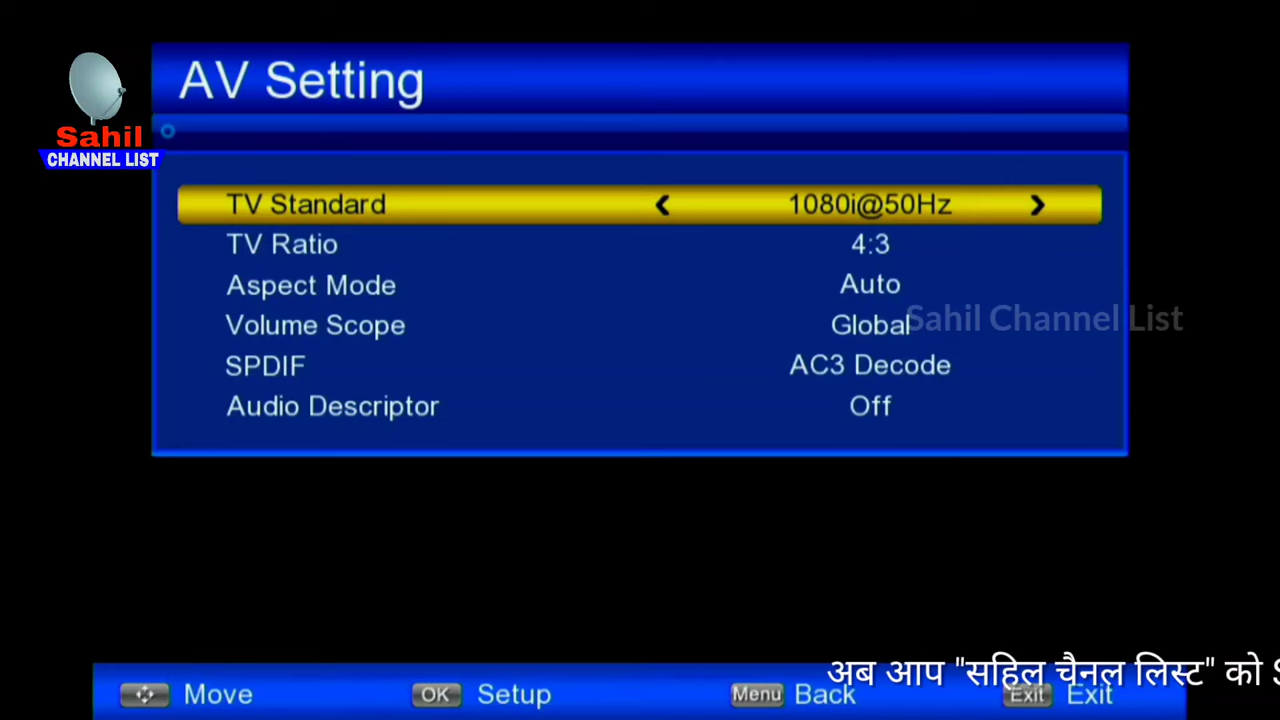 AV Setting
Sahil
CHANNEL LIST
TV Standard 1080i@50Hz
TV Ratio 4:3
Aspect Mode Auto
Volume Scope Global
Sahil Channel List
SPDIF AC3 Decode
Audio Descriptor Off
अब आप "सहिल चैनल लिस्ट" को
Move OK Setup Menu Back Exit Exit